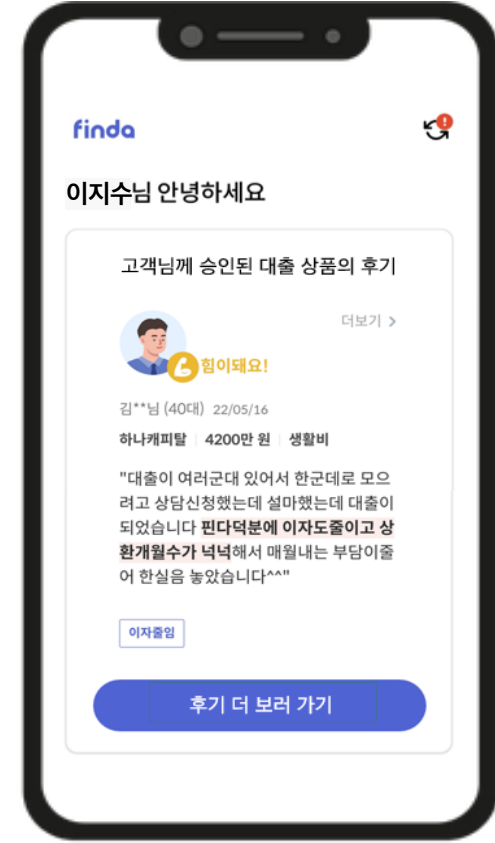 finda
이지수님 안녕하세요
고객님께 승인된 대출 상품의 후기
더보기 >
힘이돼요!
김**님 (40대) 22/05/16
하나캐피탈 | 4200만 원 | 생활비
"대출이 여러군대 있어서 한군데로 모으
려고 상담신청했는데 설마했는데 대출이
되었습니다 핀다덕분에 이자도줄이고 상
환개월수가 넉넉해서 매월내는 부담이줄
어 한실음 놓았습니다^^"
이자줄임
후기 더 보러 가기